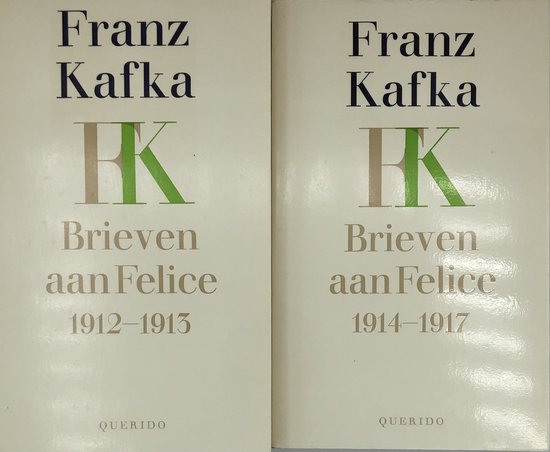 Franz
Kafka
FK
Brieven
aan Felice
1912–1913
QUERIDO
Franz
Kafka
FK
Brieven
aan Felice
1914–1917
QUERIDO